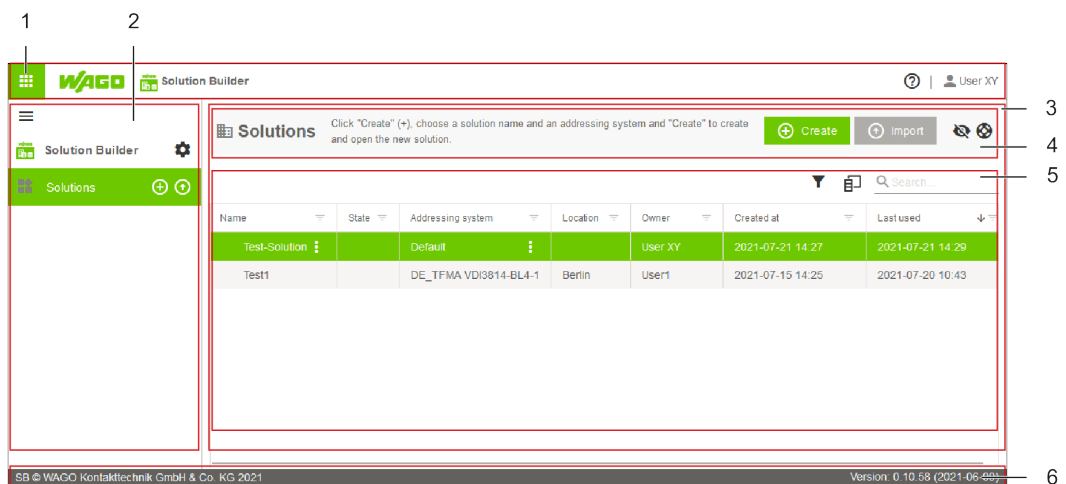 1 2
WAGO Solution Builder User XY
3
Solutions Click "Create" (+), choose a solution name and an addressing system and "Create" to create
and open the new solution.
Create Import
4
Solution Builder
5
Solutions
Search...
Name State Addressing system Location Owner Created at Last used
Test-Solution Default User XY 2021-07-21 14:27 2021-07-21 14:29
Test1 DE_TFMA VDI3814-BL4-1 Berlin User1 2021-07-15 14:25 2021-07-20 10:43
SB © WAGO Kontakttechnik GmbH & Co. KG 2021 Version: 0.10.58 (2021-06-09)
6